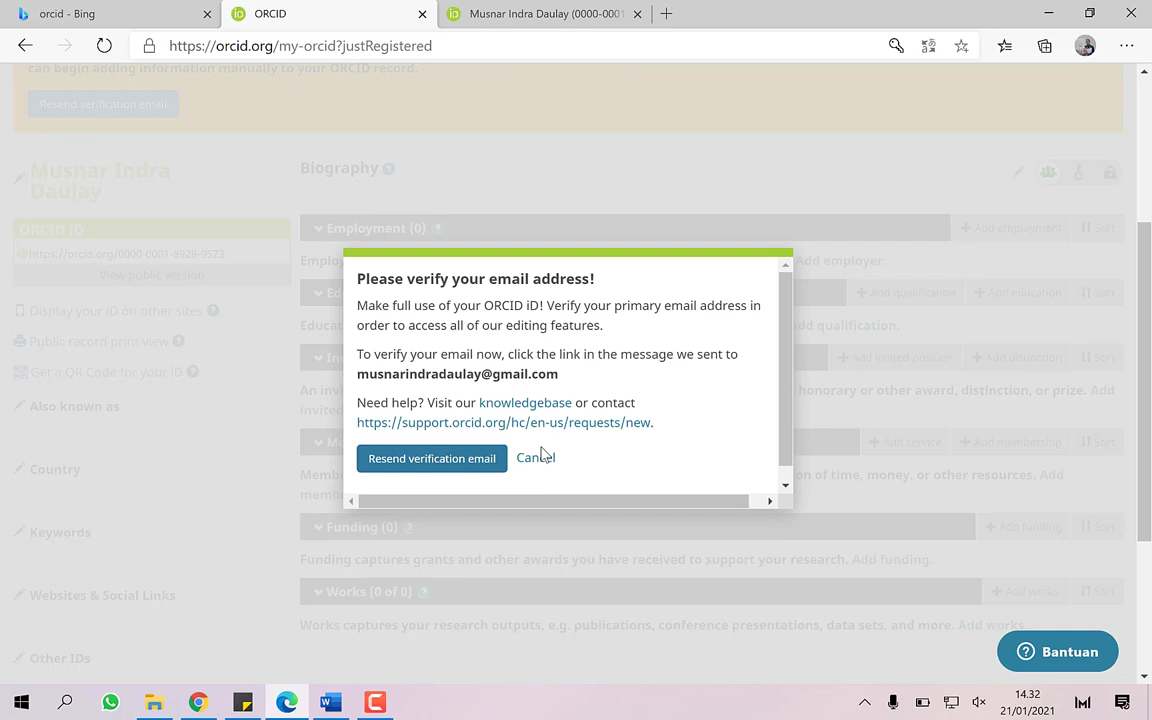 orcid - Bing
ORCID
Musnar Indra Daulay (0000-0001
https://orcid.org/my-orcid?justRegistered
can begin adding information manually to your ORCID record.
Resend verification email
Musnar Indra
Daulay
Biography
ORCID iD
https://orcid.org/0000-0001-8926-9573
View public version
Display your iD on other sites
Public record print view
Get a QR Code for your iD
Also known as
Country
Keywords
Websites & Social Links
Other IDs
Employment (0)
Add employment
Sort
Employ
Add employer.
Ed
Add qualification
Add education
Sort
Educat
Add qualification.
In
Add invited position
Add distinction
Sort
An inv
honorary or other award, distinction, or prize. Add
invited
M
Add service
Add membership
Sort
Memb
on of time, money, or other resources. Add
memb
Funding (0)
Add funding
Sort
Funding captures grants and other awards you have received to support your research. Add funding.
Works (0 of 0)
Add works
Sort
Works captures your research outputs, e.g. publications, conference presentations, data sets, and more. Add works.
Please verify your email address!
Make full use of your ORCID iD! Verify your primary email address in
order to access all of our editing features.
To verify your email now, click the link in the message we sent to
musnarindradaulay@gmail.com
Need help? Visit our knowledgebase or contact
https://support.orcid.org/hc/en-us/requests/new.
Resend verification email
Cancel
Bantuan
14.32
21/01/2021